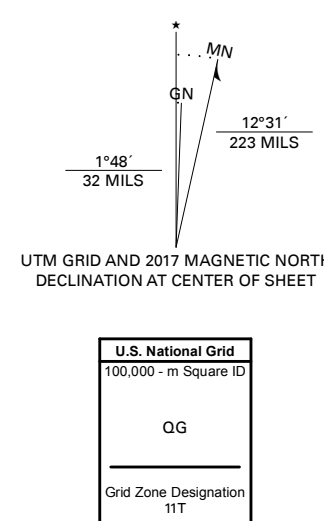 ★
MN
GN
12°31´
223 MILS
1°48´
32 MILS
UTM GRID AND 2017 MAGNETIC NORTH
DECLINATION AT CENTER OF SHEET
U.S. National Grid
100,000 - m Square ID
QG
Grid Zone Designation
11T